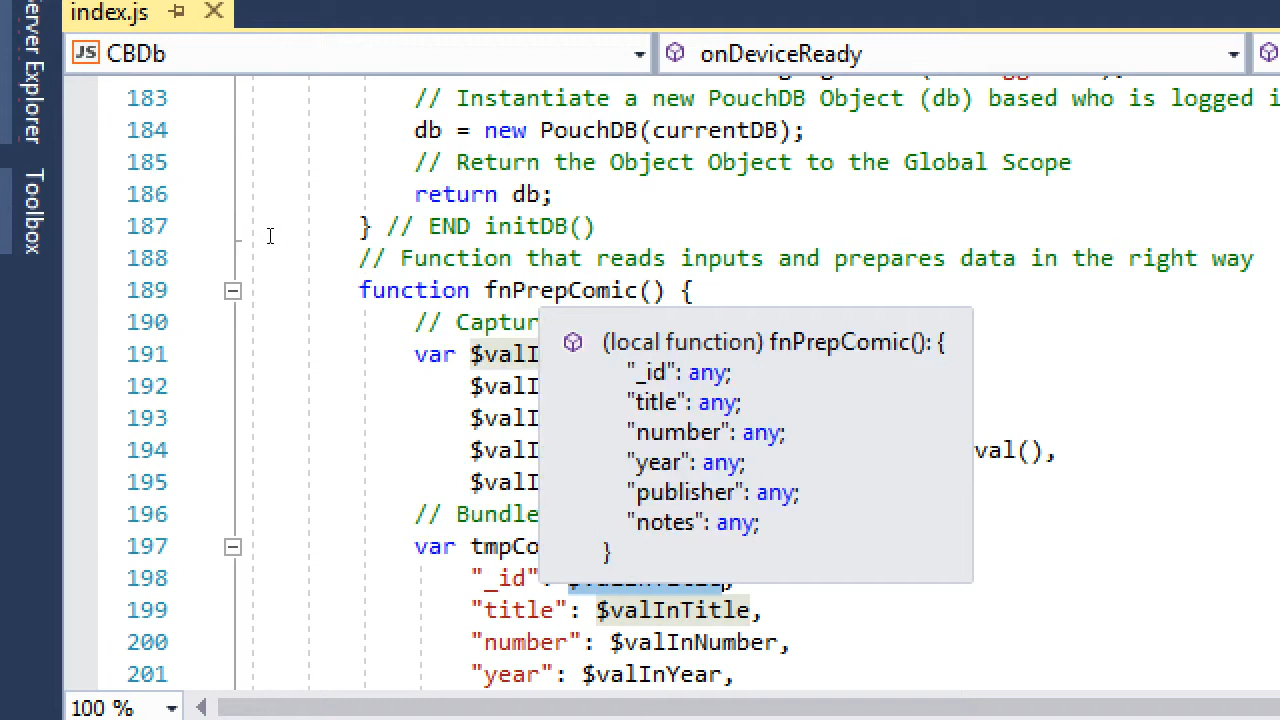 index.js
Server Explorer
Toolbox
CBDb
onDeviceReady
183 // Instantiate a new PouchDB Object (db) based who is logged i
184 db = new PouchDB(currentDB);
185 // Return the Object Object to the Global Scope
186 return db;
187 } // END initDB()
188 // Function that reads inputs and prepares data in the right way
189 function fnPrepComic() {
190 // Captur
191 var $valI
192 $valI
193 $valI
194 $valI val(),
195 $valI
196 // Bundle
197 var tmpCo
(local function) fnPrepComic(): {
"_id": any;
"title": any;
"number": any;
"year": any;
"publisher": any;
"notes": any;
}
198 "_id": $valInTitle,
199 "title": $valInTitle,
200 "number": $valInNumber,
201 "year": $valInYear,
100 %